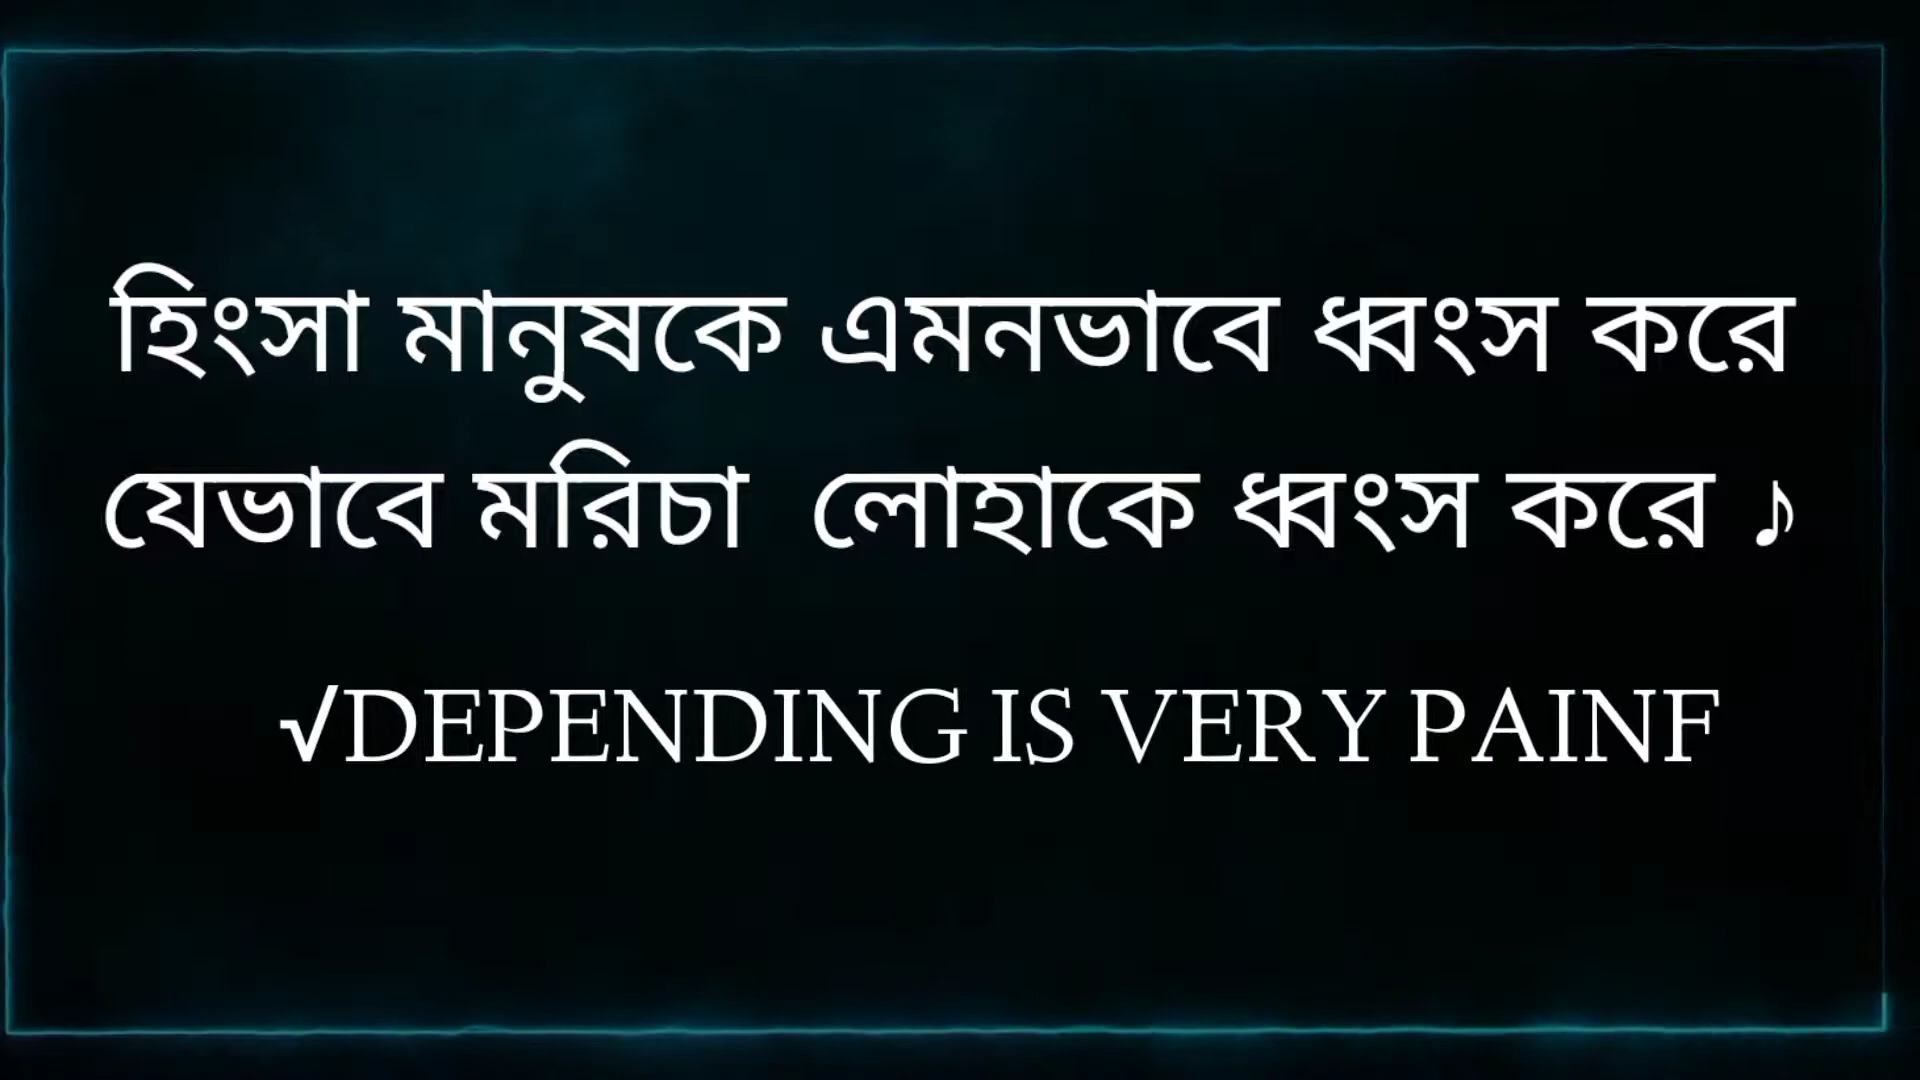 হিংসা মানুষকে এমনভাবে ধ্বংস করে
যেভাবে মরিচা লোহাকে ধ্বংস করে ♪
√DEPENDING IS VERY PAINF